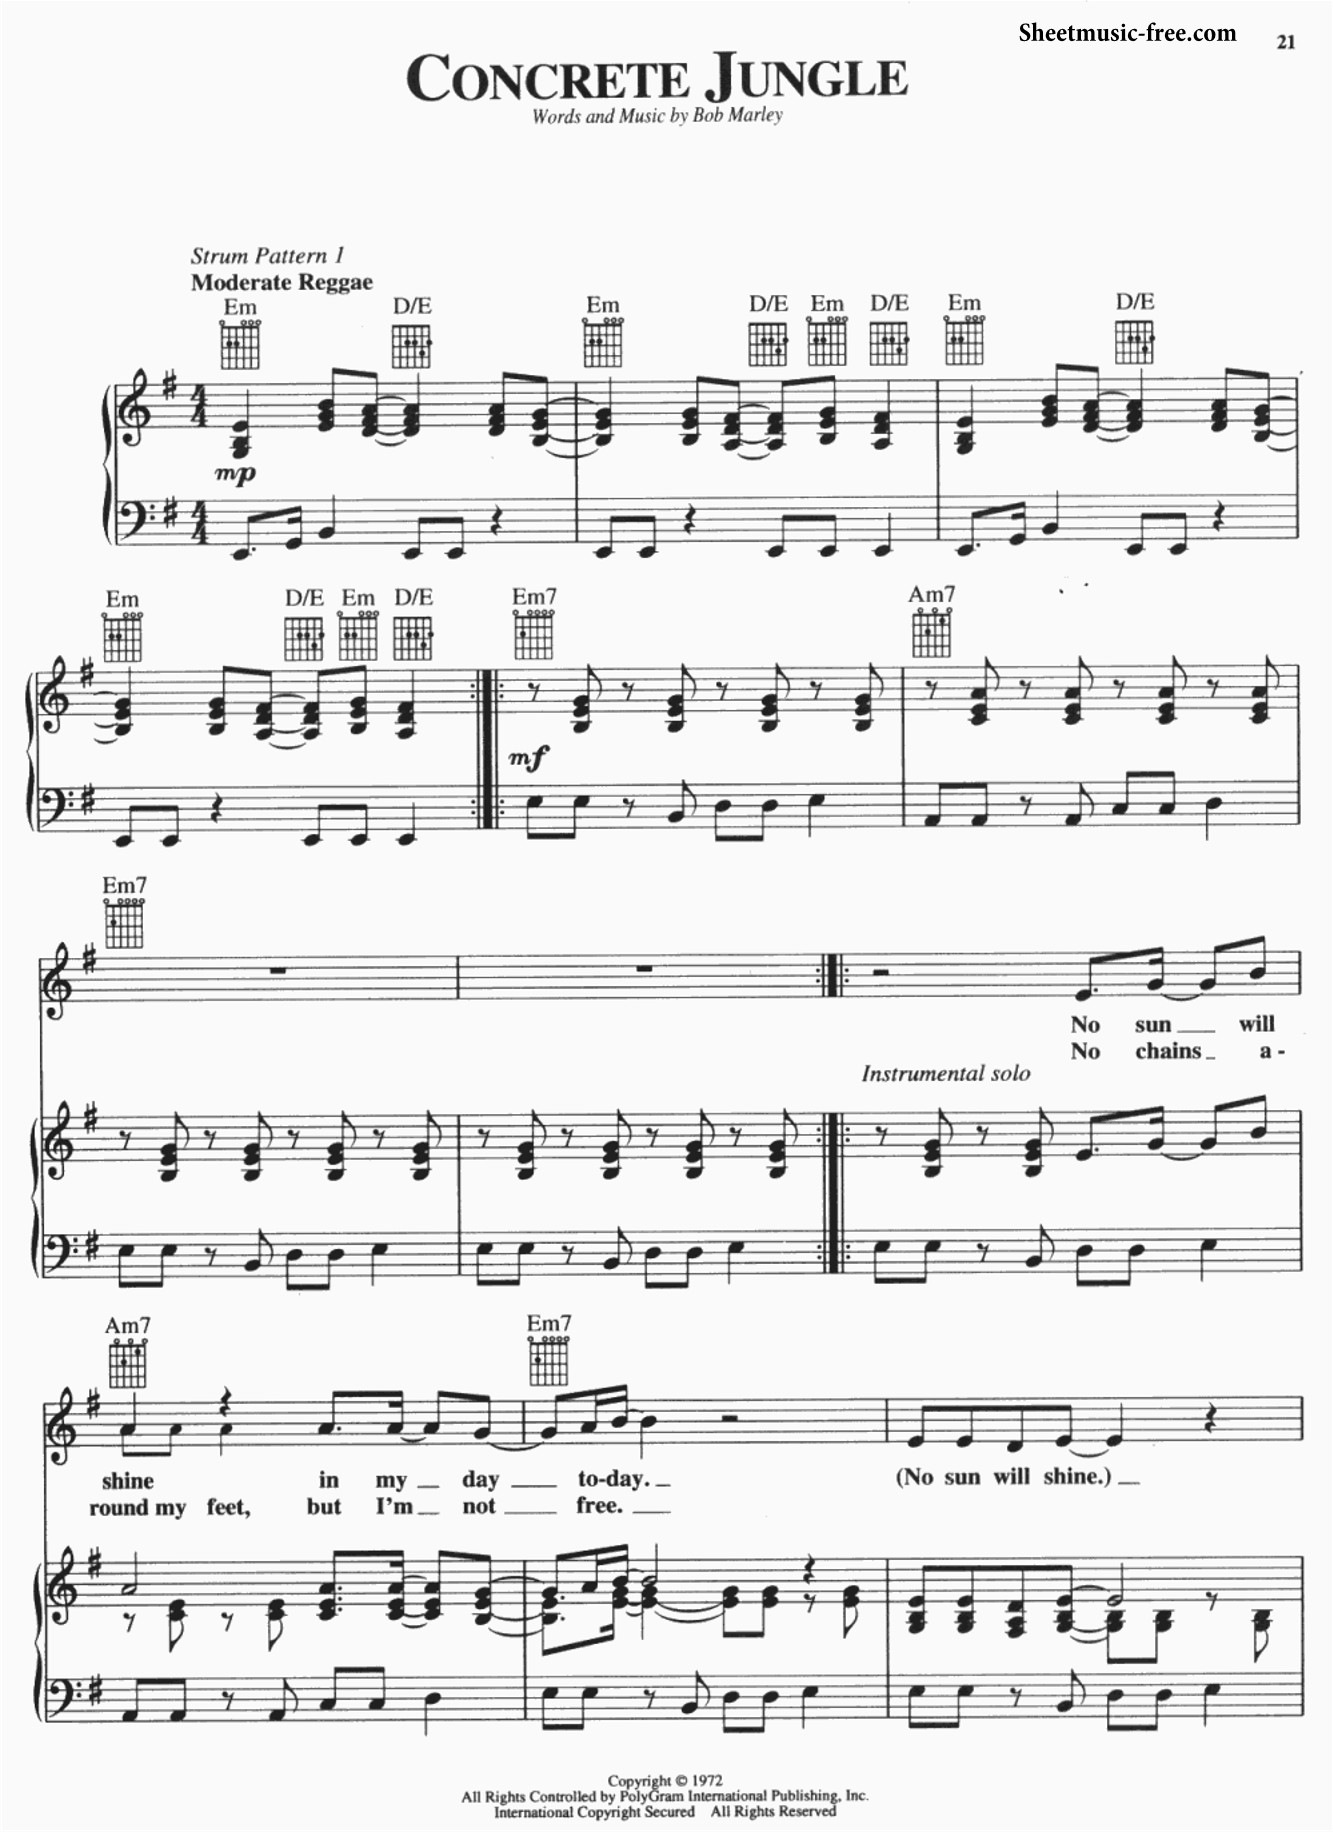 Sheetmusic-free.com
21
CONCRETE JUNGLE
Words and Music by Bob Marley
Strum Pattern 1
Moderate Reggae
Em D/E Em D/E Em D/E Em D/E
mp
Em D/E Em D/E Em7 Am7
mf
Em7
No sun will
No chains a-
Instrumental solo
Am7 Em7
shine in my day to-day. (No sun will shine.)
round my feet, but I'm not free.
Copyright © 1972
All Rights Controlled by PolyGram International Publishing, Inc.
International Copyright Secured All Rights Reserved